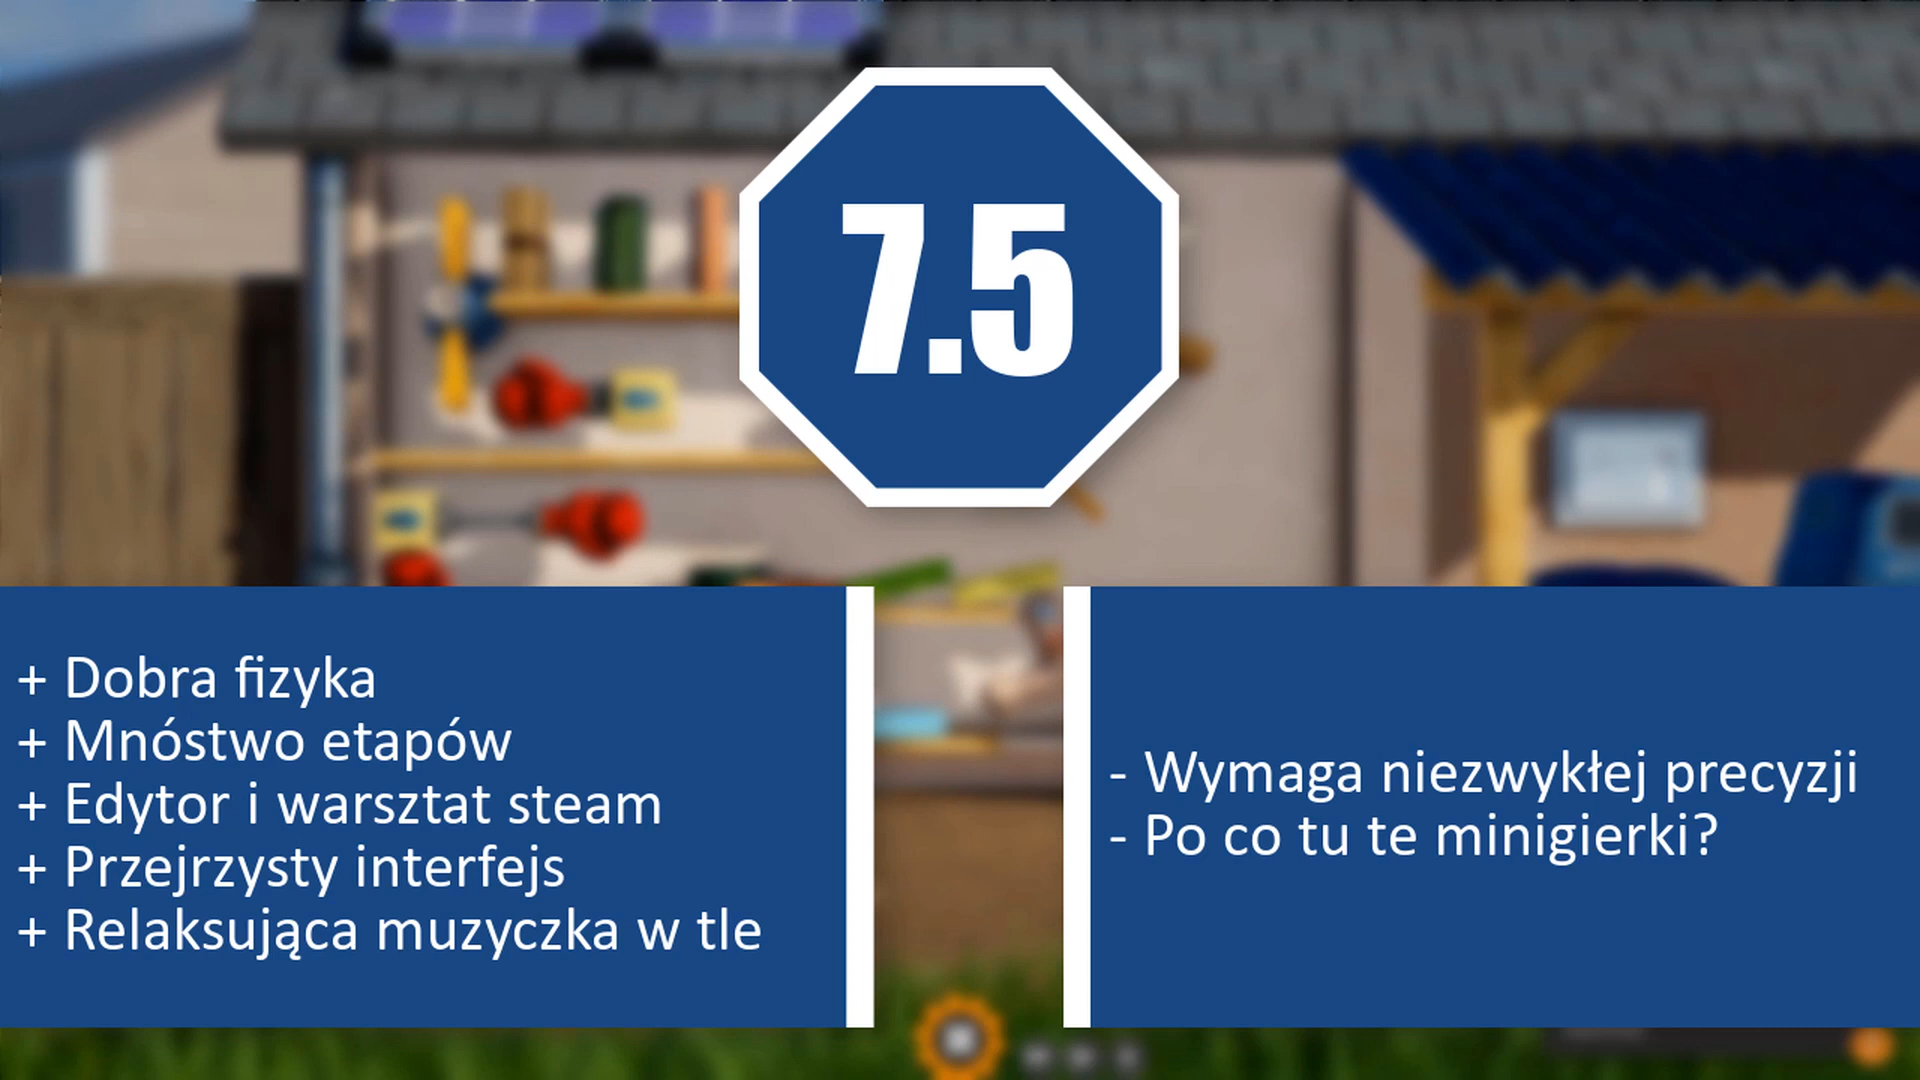 7.5
+ Dobra fizyka
+ Mnóstwo etapów
+ Edytor i warsztat steam
+ Przejrzysty interfejs
+ Relaksująca muzyczka w tle
- Wymaga niezwykłej precyzji
- Po co tu te minigierki?